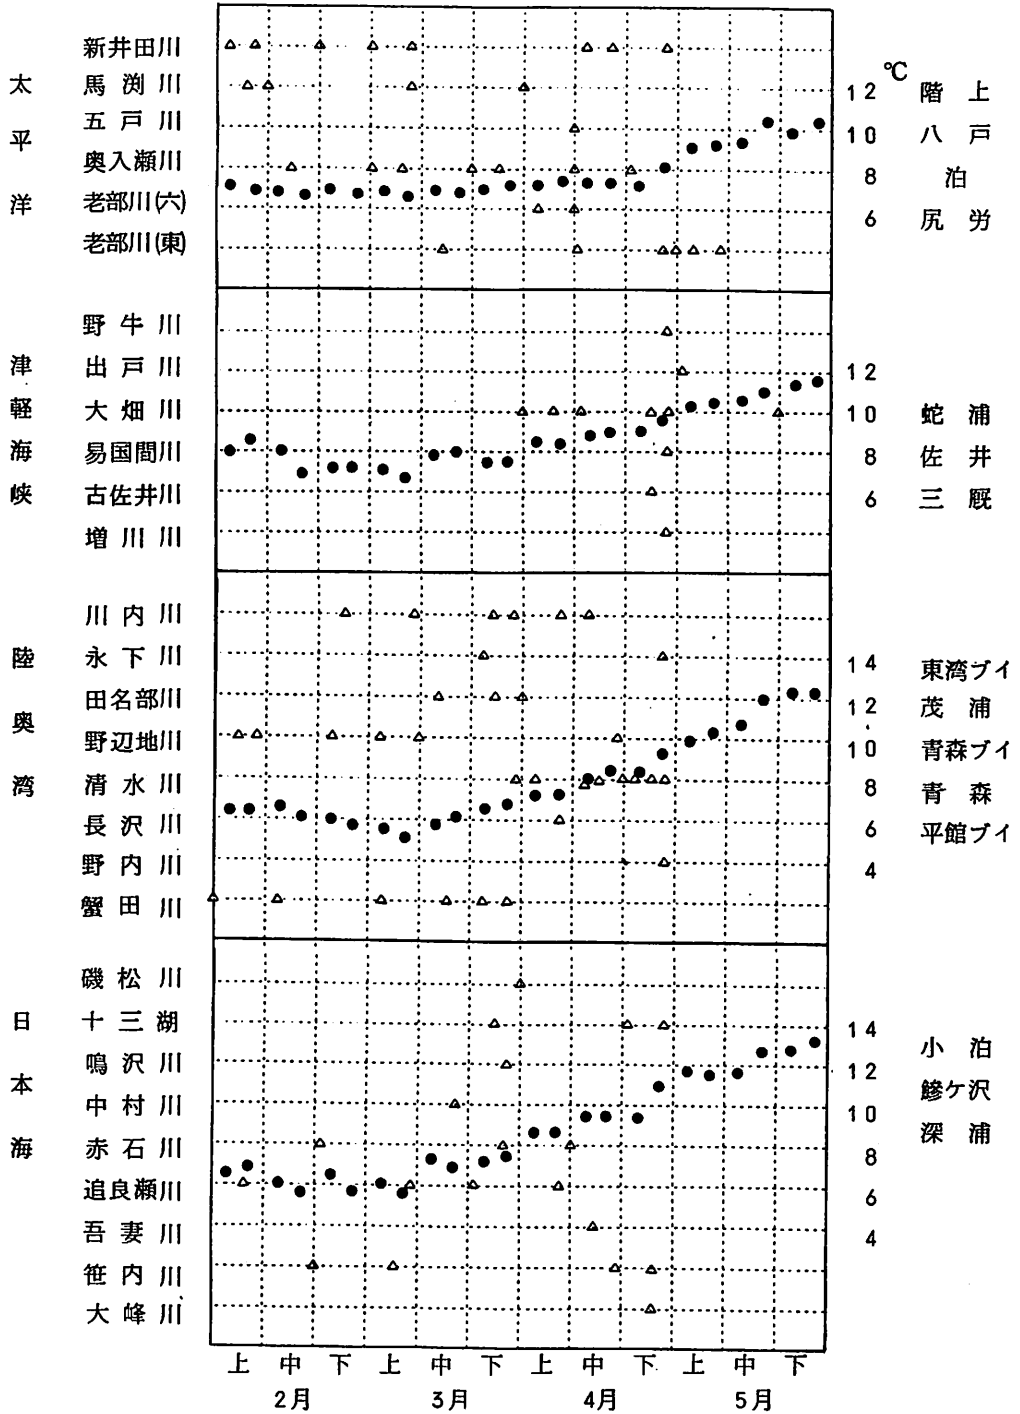 新井田川
℃
太 馬渕川 12 階上
五戸川 10 八戸
平
奥入瀬川 8 泊
洋 老部川(六) 6 尻労
老部川(東)
野牛川
津 出戸川 12
軽 大畑川 10 蛇浦
海 易国間川 8 佐井
峡 古佐井川 6 三厩
増川川
川内川
陸 永下川 14 東湾ブイ
田名部川 12 茂浦
奥
野辺地川 10 青森ブイ
湾 清水川 8 青森
長沢川 6 平館ブイ
野内川 4
蟹田川
磯松川
日 十三湖 14
小泊
鳴沢川 12
本 鰺ケ沢
中村川 10
深浦
海 赤石川 8
追良瀬川 6
吾妻川 4
笹内川
大峰川
上 中 下 上 中 下 上 中 下 上 中 下
2月 3月 4月 5月